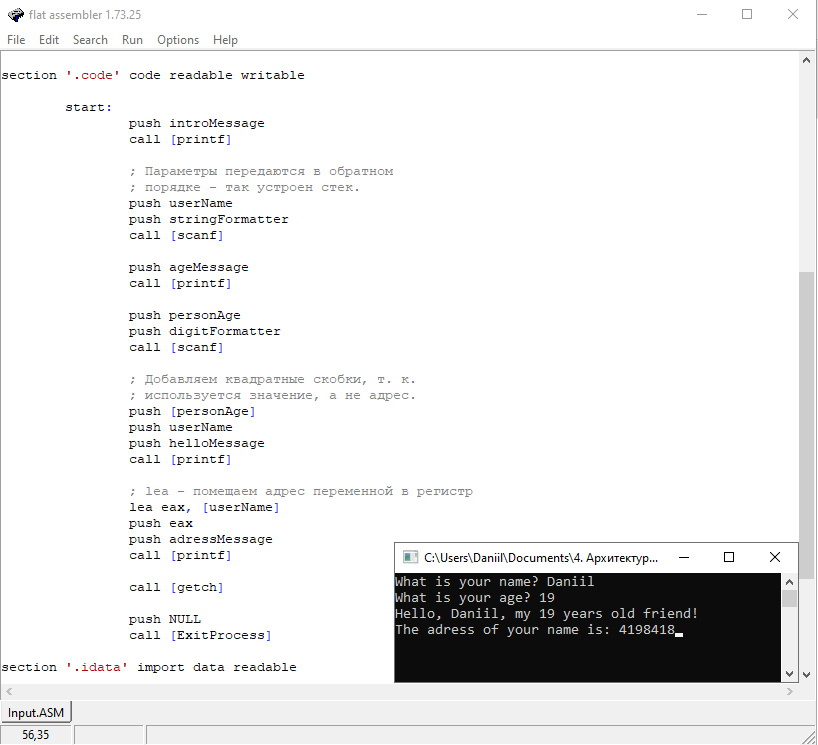 flat assembler 1.73.25
File Edit Search Run Options Help
section '.code' code readable writable
start:
push introMessage
call [printf]
; Параметры передаются в обратном
; порядке - так устроен стек.
push userName
push stringFormatter
call [scanf]
push ageMessage
call [printf]
push personAge
push digitFormatter
call [scanf]
; Добавляем квадратные скобки, т. к.
; используется значение, а не адрес.
push [personAge]
push userName
push helloMessage
call [printf]
; lea - помещаем адрес переменной в регистр
lea eax, [userName]
push eax
push adressMessage
call [printf]
call [getch]
push NULL
call [ExitProcess]
section '.idata' import data readable
C:\Users\Daniil\Documents\4. Архитектур...
What is your name? Daniil
What is your age? 19
Hello, Daniil, my 19 years old friend!
The adress of your name is: 4198418
Input.ASM
56,35